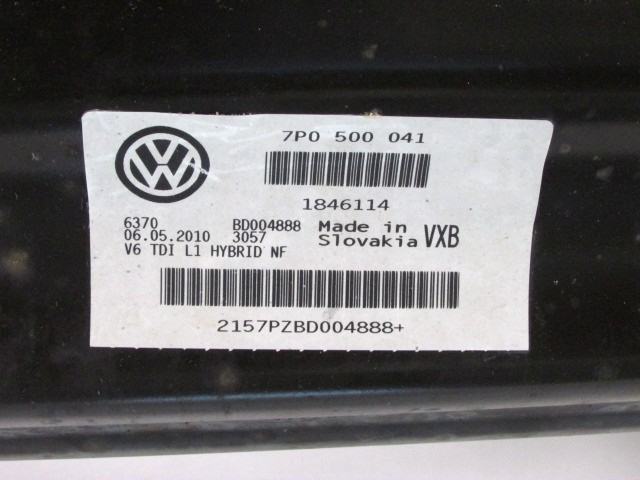 7P0 500 041
1846114
6370 BD004888
06.05.2010 3057
V6 TDI L1 HYBRID NF
Made in
Slovakia VXB
2157PZBD004888+